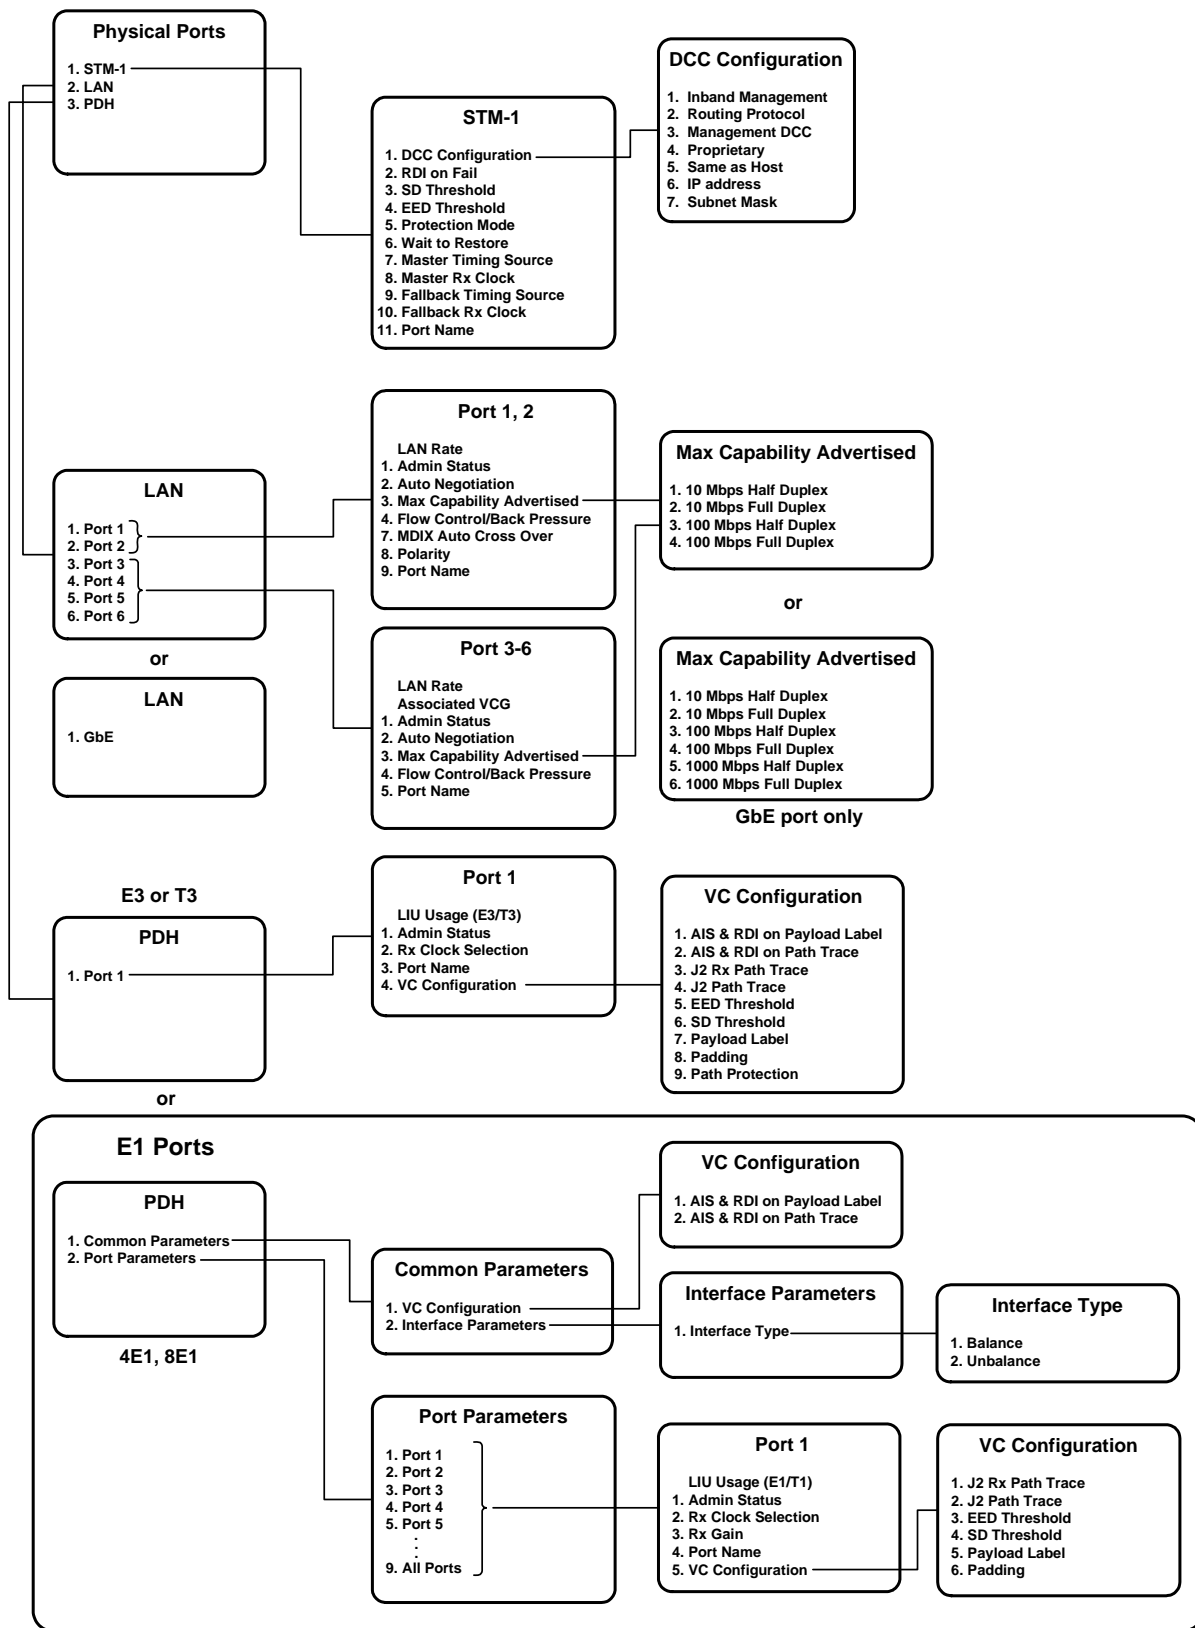 Physical Ports
1. STM-1
2. LAN
3. PDH
DCC Configuration
1. Inband Management
2. Routing Protocol
3. Management DCC
4. Proprietary
5. Same as Host
6. IP address
7. Subnet Mask
STM-1
1. DCC Configuration
2. RDI on Fail
3. SD Threshold
4. EED Threshold
5. Protection Mode
6. Wait to Restore
7. Master Timing Source
8. Master Rx Clock
9. Fallback Timing Source
10. Fallback Rx Clock
11. Port Name
LAN
1. Port 1
2. Port 2
3. Port 3
4. Port 4
5. Port 5
6. Port 6
Port 1, 2
LAN Rate
1. Admin Status
2. Auto Negotiation
3. Max Capability Advertised
4. Flow Control/Back Pressure
7. MDIX Auto Cross Over
8. Polarity
9. Port Name
Max Capability Advertised
1. 10 Mbps Half Duplex
2. 10 Mbps Full Duplex
3. 100 Mbps Half Duplex
4. 100 Mbps Full Duplex
or
or
LAN
1. GbE
Port 3-6
LAN Rate
Associated VCG
1. Admin Status
2. Auto Negotiation
3. Max Capability Advertised
4. Flow Control/Back Pressure
5. Port Name
Max Capability Advertised
1. 10 Mbps Half Duplex
2. 10 Mbps Full Duplex
3. 100 Mbps Half Duplex
4. 100 Mbps Full Duplex
5. 1000 Mbps Half Duplex
6. 1000 Mbps Full Duplex
GbE port only
E3 or T3
PDH
1. Port 1
Port 1
LIU Usage (E3/T3)
1. Admin Status
2. Rx Clock Selection
3. Port Name
4. VC Configuration
VC Configuration
1. AIS & RDI on Payload Label
2. AIS & RDI on Path Trace
3. J2 Rx Path Trace
4. J2 Path Trace
5. EED Threshold
6. SD Threshold
7. Payload Label
8. Padding
9. Path Protection
or
E1 Ports
PDH
1. Common Parameters
2. Port Parameters
4E1, 8E1
Common Parameters
1. VC Configuration
2. Interface Parameters
VC Configuration
1. AIS & RDI on Payload Label
2. AIS & RDI on Path Trace
Interface Parameters
1. Interface Type
Interface Type
1. Balance
2. Unbalance
Port Parameters
1. Port 1
2. Port 2
3. Port 3
4. Port 4
5. Port 5
.
.
.
9. All Ports
Port 1
LIU Usage (E1/T1)
1. Admin Status
2. Rx Clock Selection
3. Rx Gain
4. Port Name
5. VC Configuration
VC Configuration
1. J2 Rx Path Trace
2. J2 Path Trace
3. EED Threshold
4. SD Threshold
5. Payload Label
6. Padding